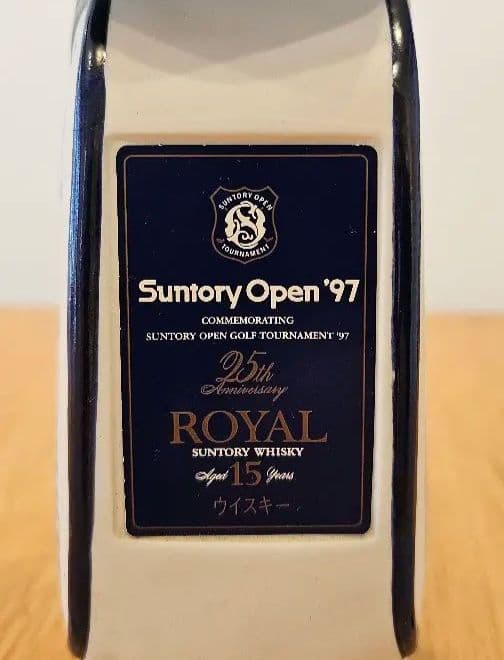 SUNTORY OPEN
S
TOURNAMENT
Suntory Open '97
COMMEMORATING
SUNTORY OPEN GOLF TOURNAMENT '97
25th
Anniversary
ROYAL
SUNTORY WHISKY
Aged 15 Years
ウイスキー